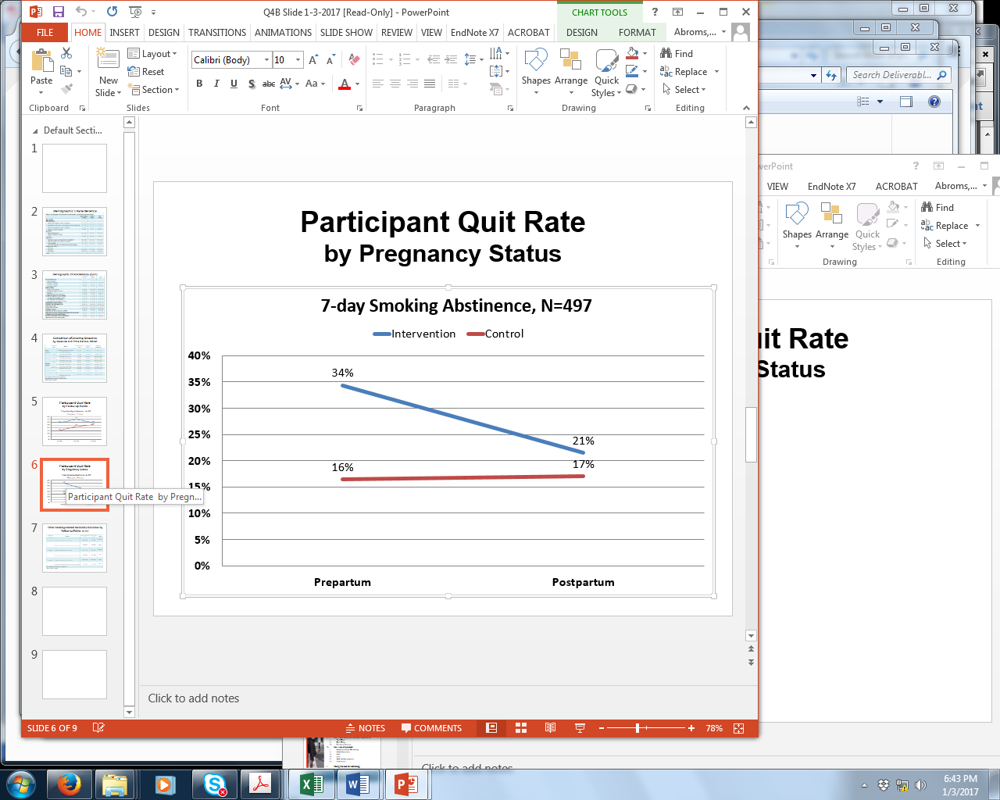 Q4B Slide 1-3-2017 [Read-Only] - PowerPoint
CHART TOOLS
FILE HOME INSERT DESIGN TRANSITIONS ANIMATIONS SLIDE SHOW REVIEW VIEW EndNote X7 ACROBAT DESIGN FORMAT Abroms,...
Paste
New
Slide
Layout
Reset
Section
Calibri (Body) 10
B I U S abc AV Aa A
Shapes Arrange Quick
Styles
Find
Replace
Select
Clipboard Slides Font Paragraph Drawing Editing
Search Deliverabl...
werPoint
VIEW EndNote X7 ACROBAT Abroms,...
Shapes Arrange Quick
Styles
Find
Replace
Select
Drawing Editing
Default Secti...
1
2
3
4
5
6
7
8
9
Participant Quit Rate by Pregn...
Participant Quit Rate
by Pregnancy Status
7-day Smoking Abstinence, N=497
Intervention Control
40%
35%
30%
25%
20%
15%
10%
5%
0%
34%
21%
16%
17%
Prepartum Postpartum
uit Rate
Status
Click to add notes
SLIDE 6 OF 9
NOTES COMMENTS 78%
Click to add notes
6:43 PM
1/3/2017